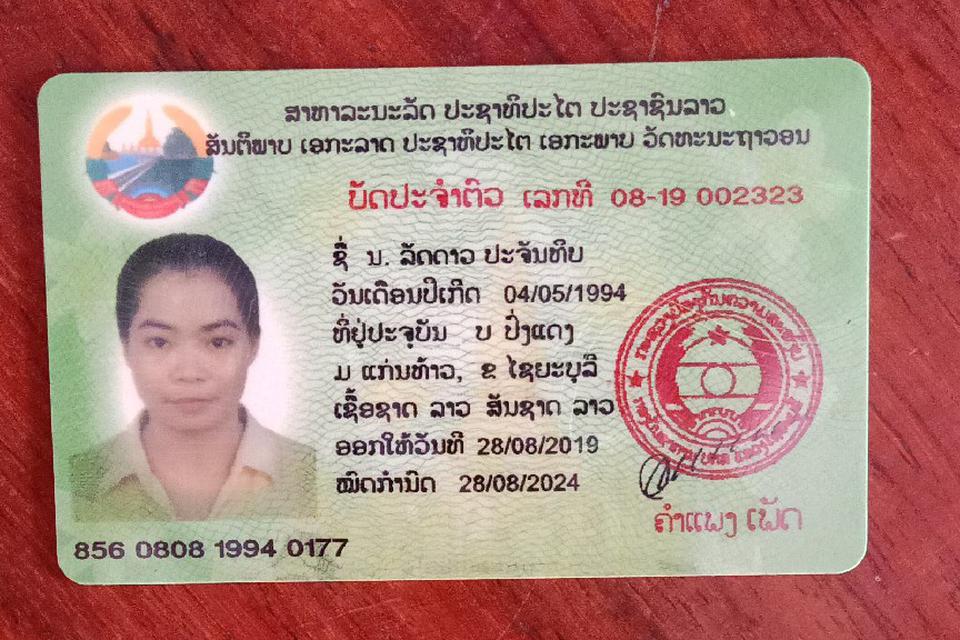 ສາທາລະນະລັດ ປະຊາທິປະໄຕ ປະຊາຊົນລາວ
ສັນຕິພາບ ເອກະລາດ ປະຊາທິປະໄຕ ເອກະພາບ ວັດທະນະຖາວອນ
ບັດປະຈຳຕົວ ເລກທີ 08-19 002323
ຊື່ ນ. ລັດດາວ ປະຈັນທິບ
ວັນເດືອນປີເກີດ 04/05/1994
ທີ່ຢູ່ປະຈຸບັນ ບ ປົ່ງແດງ
ມ ແກ່ນທ້າວ, ຂ ໄຊຍະບຸລີ
ເຊື້ອຊາດ ລາວ ສັນຊາດ ລາວ
ອອກໃຫ້ວັນທີ 28/08/2019
ໝົດກຳນົດ 28/08/2024
ຄຳແພງ ເພັດ
856 0808 1994 0177